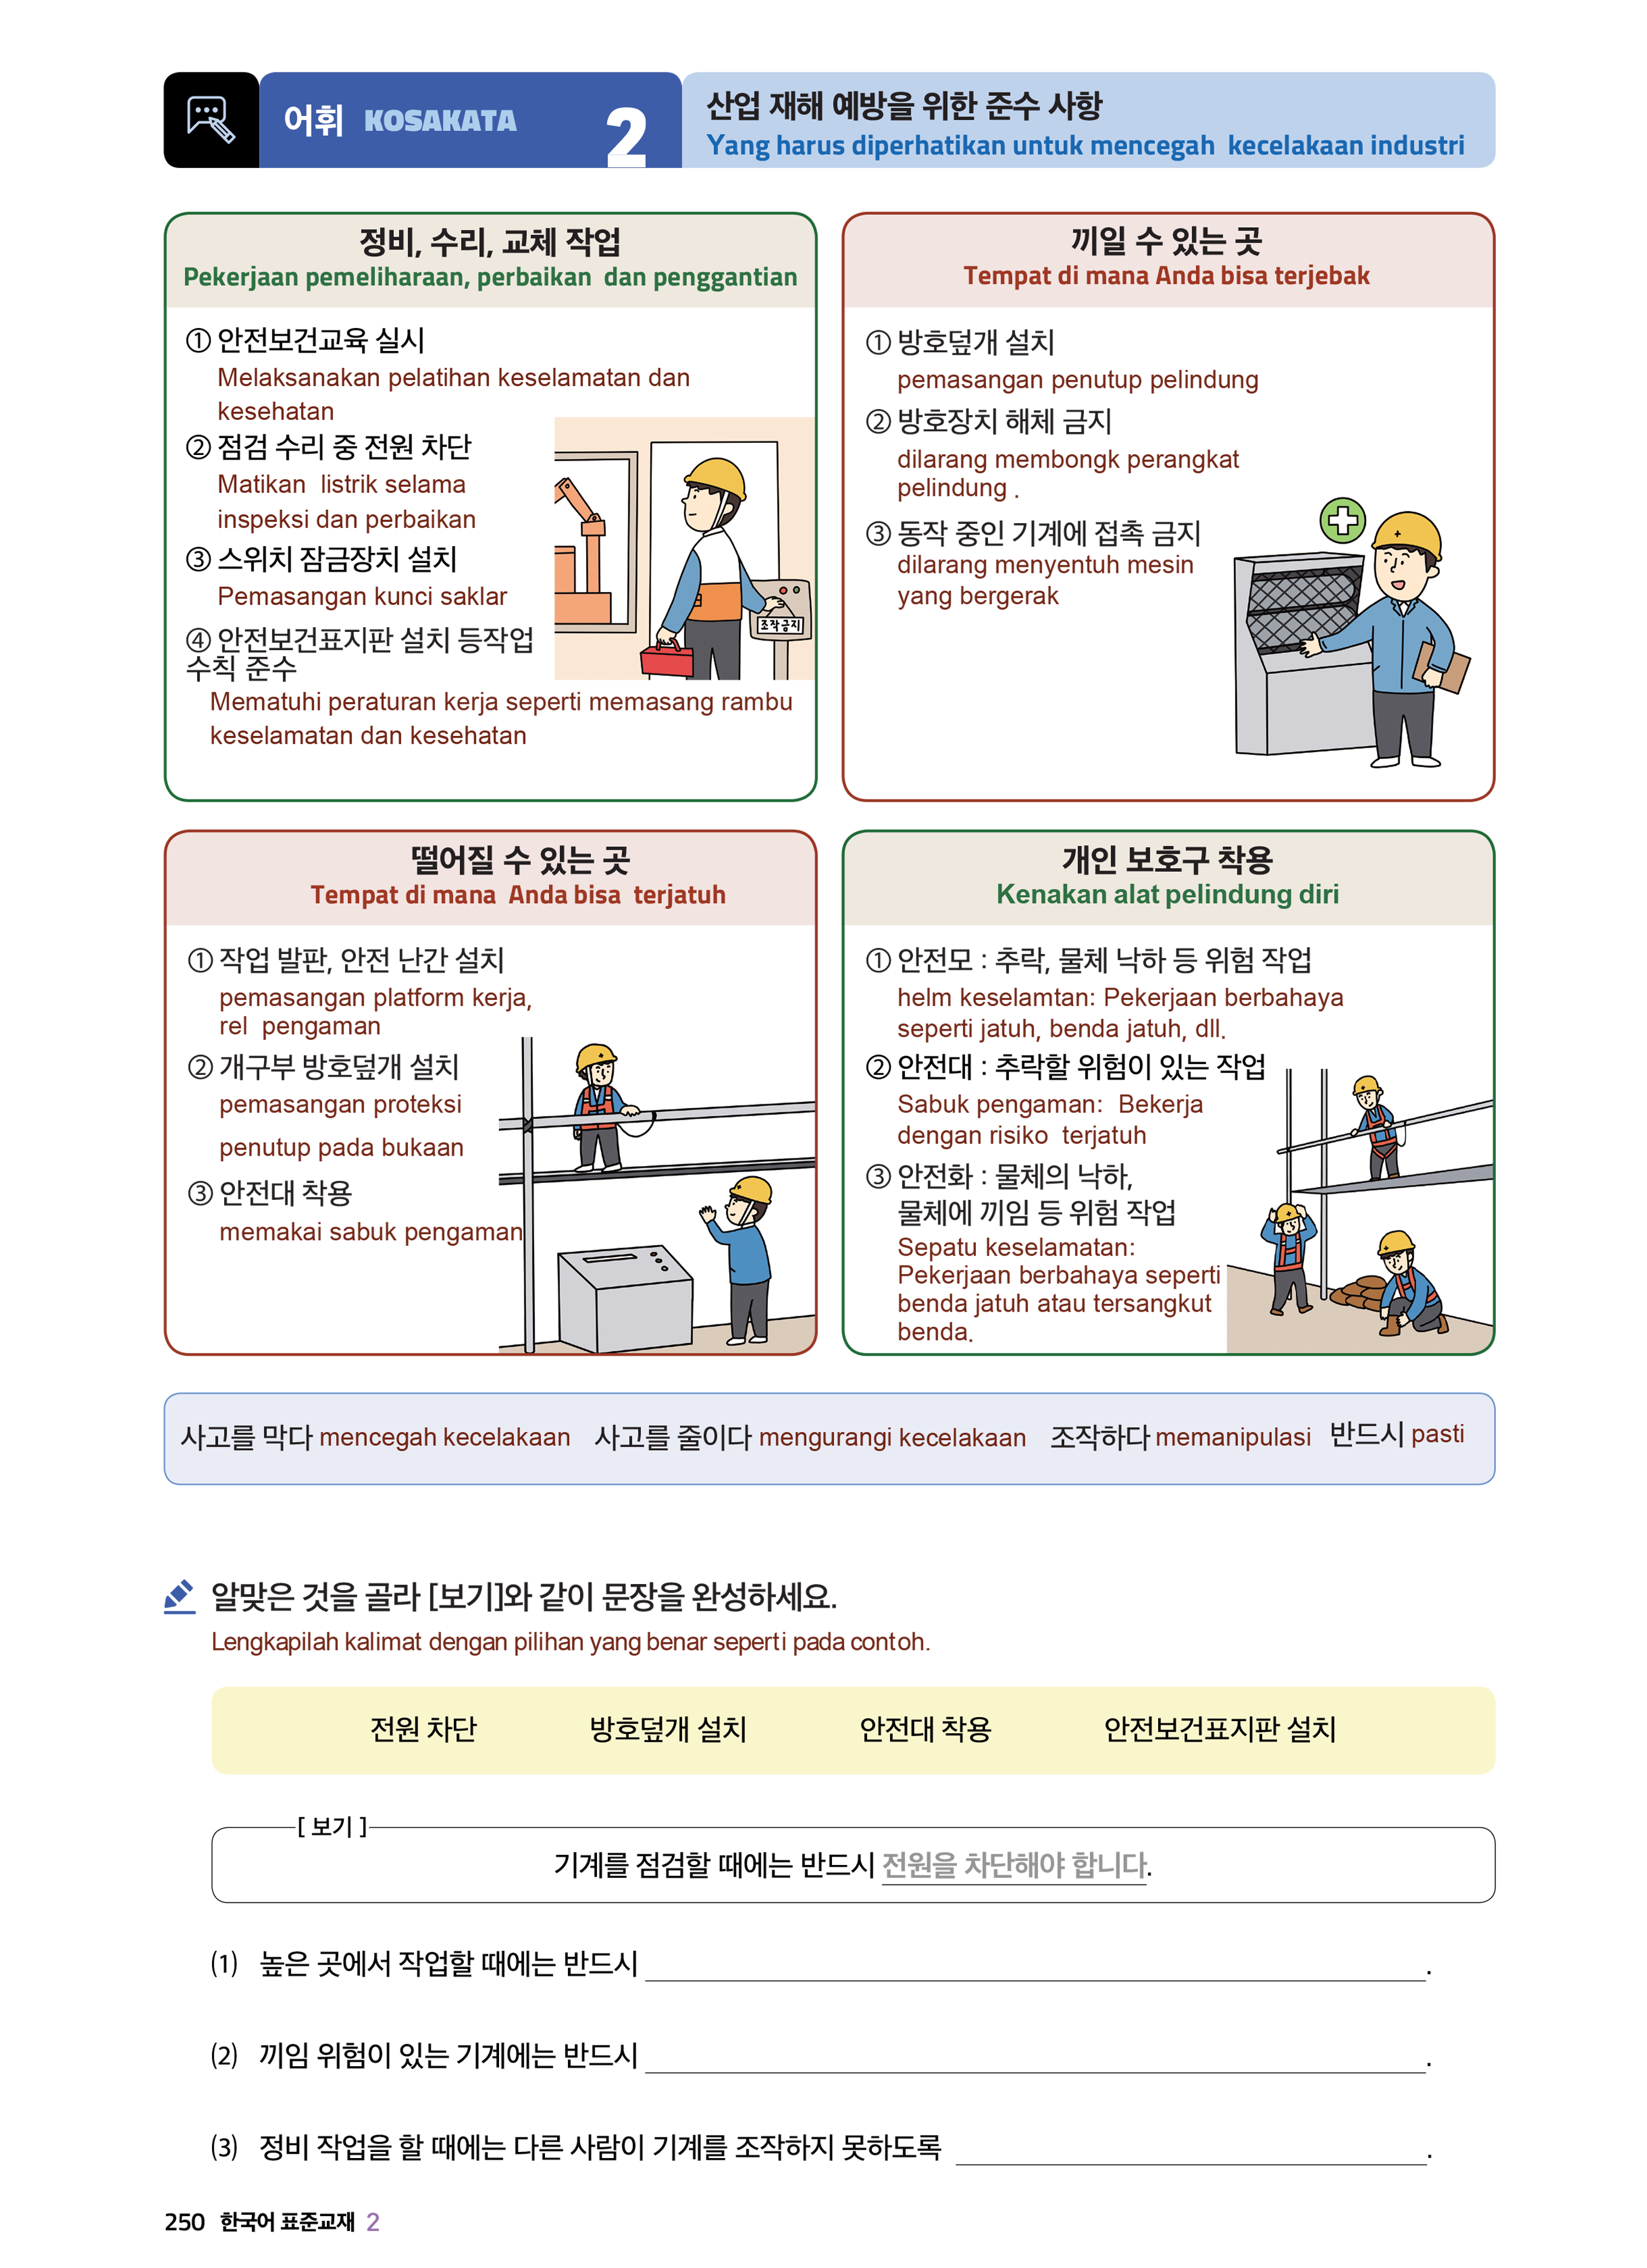 어휘 KOSAKATA 2
산업 재해 예방을 위한 준수 사항
Yang harus diperhatikan untuk mencegah kecelakaan industri
정비, 수리, 교체 작업
Pekerjaan pemeliharaan, perbaikan dan penggantian
① 안전보건교육 실시
Melaksanakan pelatihan keselamatan dan
kesehatan
② 점검 수리 중 전원 차단
Matikan listrik selama
inspeksi dan perbaikan
③ 스위치 잠금장치 설치
Pemasangan kunci saklar
④ 안전보건표지판 설치 등작업
수칙 준수
Mematuhi peraturan kerja seperti memasang rambu
keselamatan dan kesehatan
조작금지
끼일 수 있는 곳
Tempat di mana Anda bisa terjebak
① 방호덮개 설치
pemasangan penutup pelindung
② 방호장치 해체 금지
dilarang membongk perangkat
pelindung .
③ 동작 중인 기계에 접촉 금지
dilarang menyentuh mesin
yang bergerak
떨어질 수 있는 곳
Tempat di mana Anda bisa terjatuh
① 작업 발판, 안전 난간 설치
pemasangan platform kerja,
rel pengaman
② 개구부 방호덮개 설치
pemasangan proteksi
penutup pada bukaan
③ 안전대 착용
memakai sabuk pengaman
개인 보호구 착용
Kenakan alat pelindung diri
① 안전모 : 추락, 물체 낙하 등 위험 작업
helm keselamtan: Pekerjaan berbahaya
seperti jatuh, benda jatuh, dll.
② 안전대 : 추락할 위험이 있는 작업
Sabuk pengaman: Bekerja
dengan risiko terjatuh
③ 안전화 : 물체의 낙하,
물체에 끼임 등 위험 작업
Sepatu keselamatan:
Pekerjaan berbahaya seperti
benda jatuh atau tersangkut
benda.
사고를 막다 mencegah kecelakaan 사고를 줄이다 mengurangi kecelakaan 조작하다 memanipulasi 반드시 pasti
알맞은 것을 골라 [보기]와 같이 문장을 완성하세요.
Lengkapilah kalimat dengan pilihan yang benar seperti pada contoh.
전원 차단 방호덮개 설치 안전대 착용 안전보건표지판 설치
[ 보기 ]
기계를 점검할 때에는 반드시 전원을 차단해야 합니다.
(1) 높은 곳에서 작업할 때에는 반드시 .
(2) 끼임 위험이 있는 기계에는 반드시 .
(3) 정비 작업을 할 때에는 다른 사람이 기계를 조작하지 못하도록 .
250 한국어 표준교재 2